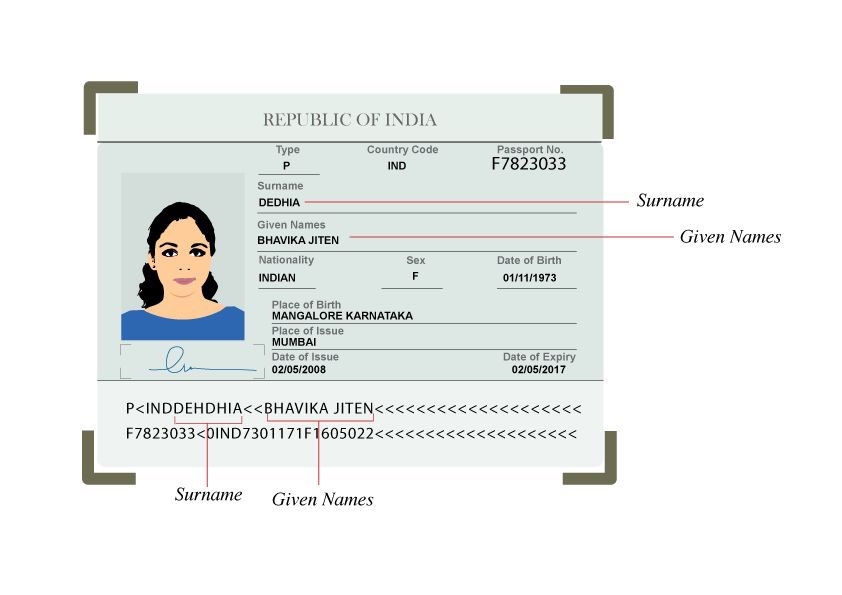 REPUBLIC OF INDIA
Type Country Code Passport No.
P IND F7823033
Surname
DEDHIA Surname
Given Names
BHAVIKA JITEN Given Names
Nationality Sex Date of Birth
INDIAN F 01/11/1973
Place of Birth
MANGALORE KARNATAKA
Place of Issue
MUMBAI
Date of Issue Date of Expiry
02/05/2008 02/05/2017
P<INDDEHDHIA<<BHAVIKA JITEN<<<<<<<<<<<<<<<<<<<<
F7823033<0IND7301171F1605022<<<<<<<<<<<<<<<<<<<
Surname Given Names